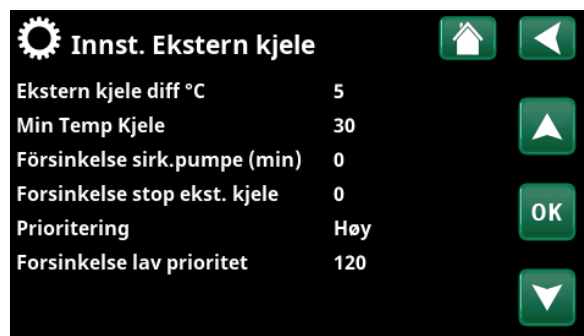 Innst. Ekstern kjele
Ekstern kjele diff °C 5
Min Temp Kjele 30
Försinkelse sirk.pumpe (min) 0
Forsinkelse stop ekst. kjele 0
OK
Prioritering Høy
Forsinkelse lav prioritet 120